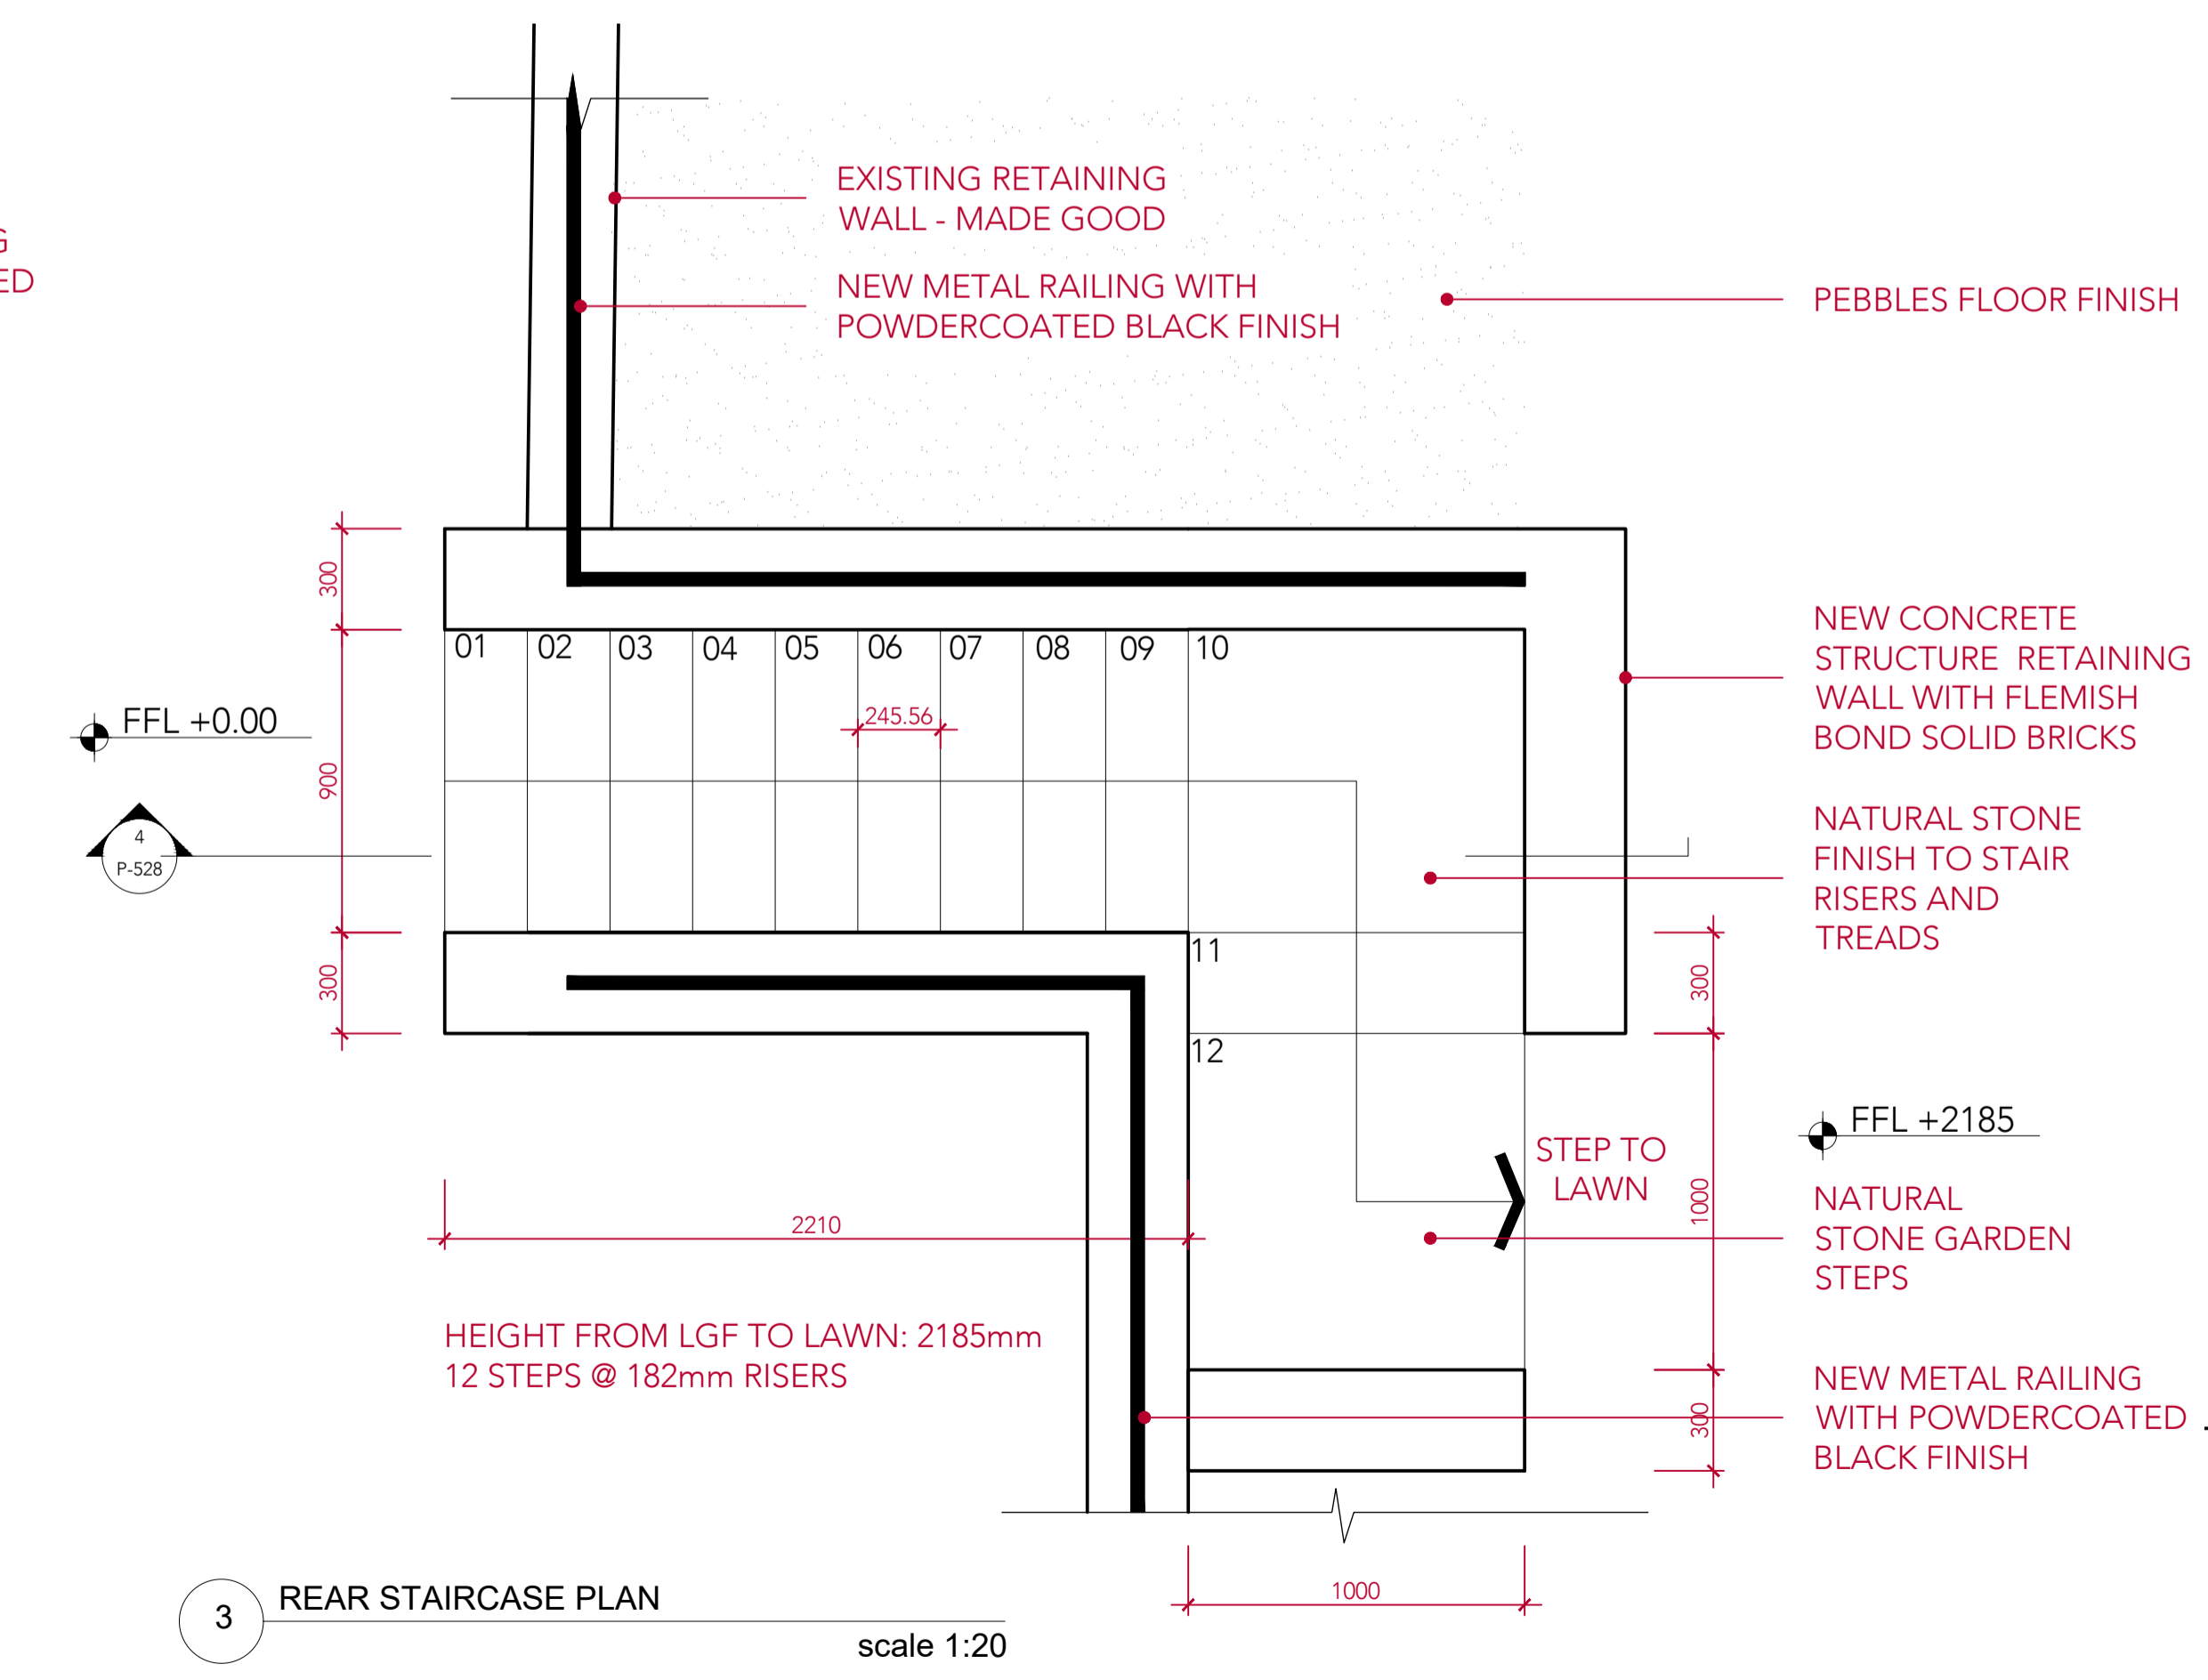 G
ED
EXISTING RETAINING
WALL - MADE GOOD
NEW METAL RAILING WITH
POWDERCOATED BLACK FINISH
PEBBLES FLOOR FINISH
300
01 02 03 04 05 06 07 08 09 10
NEW CONCRETE
STRUCTURE RETAINING
WALL WITH FLEMISH
BOND SOLID BRICKS
FFL +0.00
245.56
900
4
P-528
NATURAL STONE
FINISH TO STAIR
RISERS AND
TREADS
11
300
300
12
FFL +2185
STEP TO
LAWN
1000
NATURAL
STONE GARDEN
STEPS
2210
HEIGHT FROM LGF TO LAWN: 2185mm
12 STEPS @ 182mm RISERS
300
NEW METAL RAILING
WITH POWDERCOATED
BLACK FINISH
1000
3
REAR STAIRCASE PLAN
scale 1:20